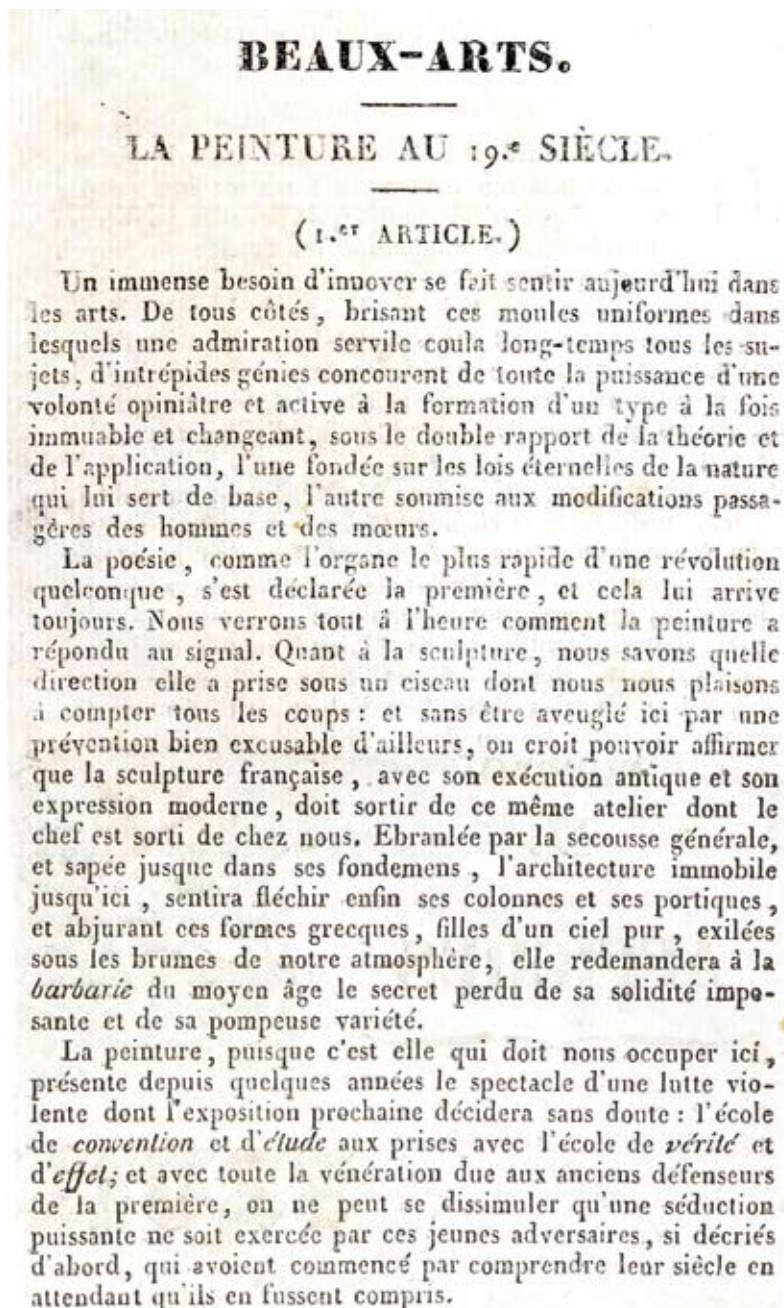 BEAUX-ARTS.
LA PEINTURE AU 19.e SIÈCLE.
(1.er ARTICLE.)
Un immense besoin d'innover se fait sentir aujourd'hui dans
les arts. De tous côtés, brisant ces moules uniformes dans
lesquels une admiration servile coula long-temps tous les su-
jets, d'intrépides génies concourent de toute la puissance d'une
volonté opiniâtre et active à la formation d'un type à la fois
immuable et changeant, sous le double rapport de la théorie et
de l'application, l'une fondée sur les lois éternelles de la nature
qui lui sert de base, l'autre soumise aux modifications passa-
gères des hommes et des mœurs.
La poésie, comme l'organe le plus rapide d'une révolution
quelconque, s'est déclarée la première, et cela lui arrive
toujours. Nous verrons tout à l'heure comment la peinture a
répondu au signal. Quant à la sculpture, nous savons quelle
direction elle a prise sous un ciseau dont nous nous plaisons
à compter tous les coups : et sans être aveuglé ici par une
prévention bien excusable d'ailleurs, on croit pouvoir affirmer
que la sculpture française, avec son exécution antique et son
expression moderne, doit sortir de ce même atelier dont le
chef est sorti de chez nous. Ebranlée par la secousse générale,
et sapée jusque dans ses fondemens, l'architecture immobile
jusqu'ici, sentira fléchir enfin ses colonnes et ses portiques,
et abjurant ces formes grecques, filles d'un ciel pur, exilées
sous les brumes de notre atmosphère, elle redemandera à la
barbarie du moyen âge le secret perdu de sa solidité impo-
sante et de sa pompeuse variété.
La peinture, puisque c'est elle qui doit nous occuper ici,
présente depuis quelques années le spectacle d'une lutte vio-
lente dont l'exposition prochaine décidera sans doute : l'école
de convention et d'étude aux prises avec l'école de vérité et
d'effet; et avec toute la vénération due aux anciens défenseurs
de la première, on ne peut se dissimuler qu'une séduction
puissante ne soit exercée par ces jeunes adversaires, si décriés
d'abord, qui avoient commencé par comprendre leur siècle en
attendant qu'ils en fussent compris.